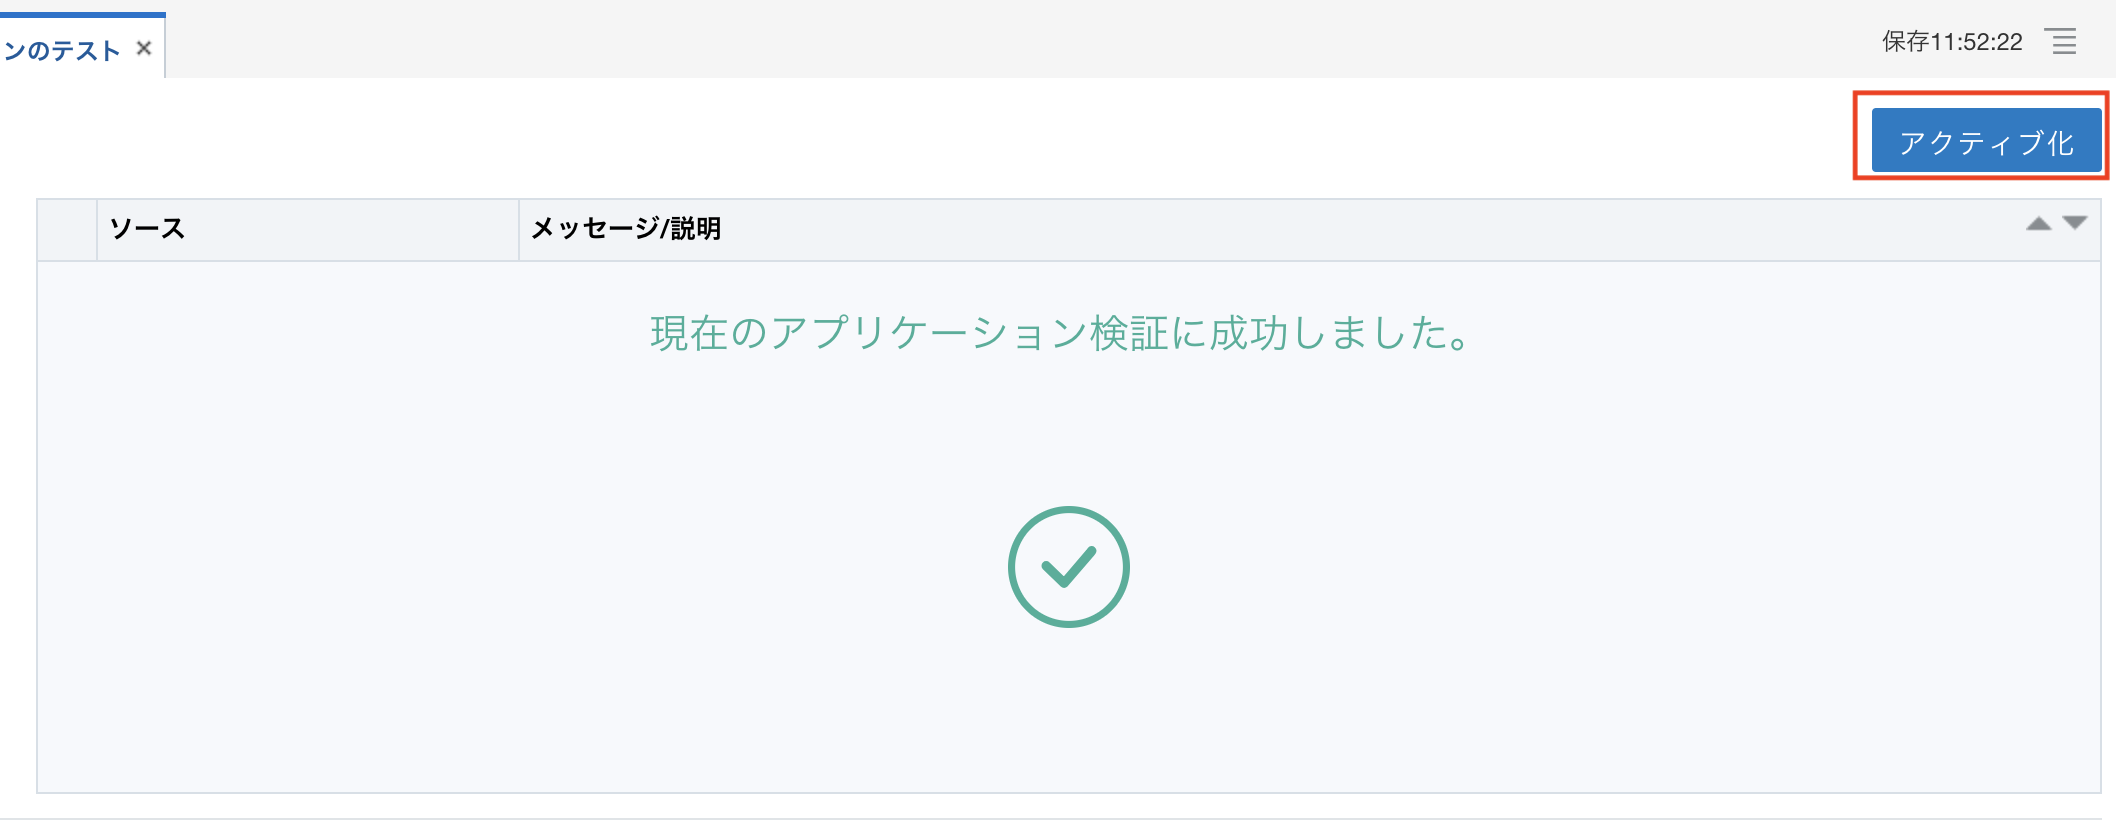 ンのテスト ×
保存11:52:22
アクティブ化
ソース
メッセージ/説明
現在のアプリケーション検証に成功しました。